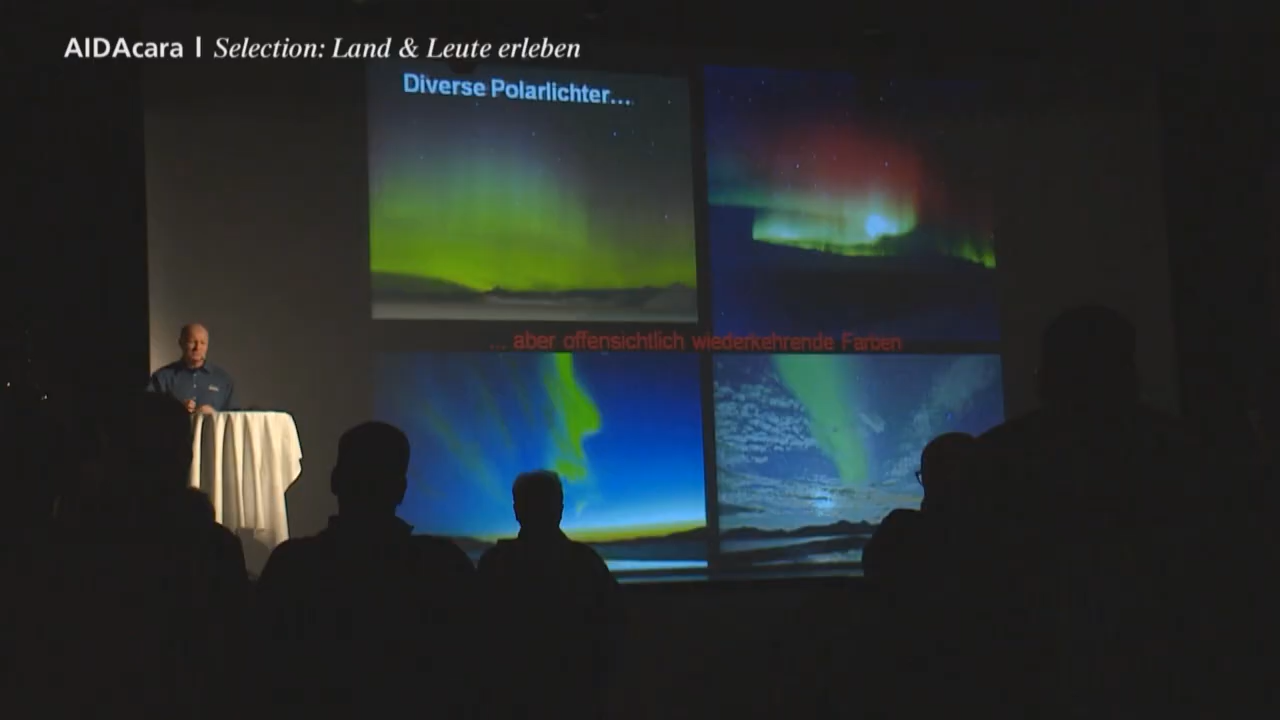 AIDAcara | Selection: Land & Leute erleben
Diverse Polarlichter...
... aber offensichtlich wiederkehrende Farben